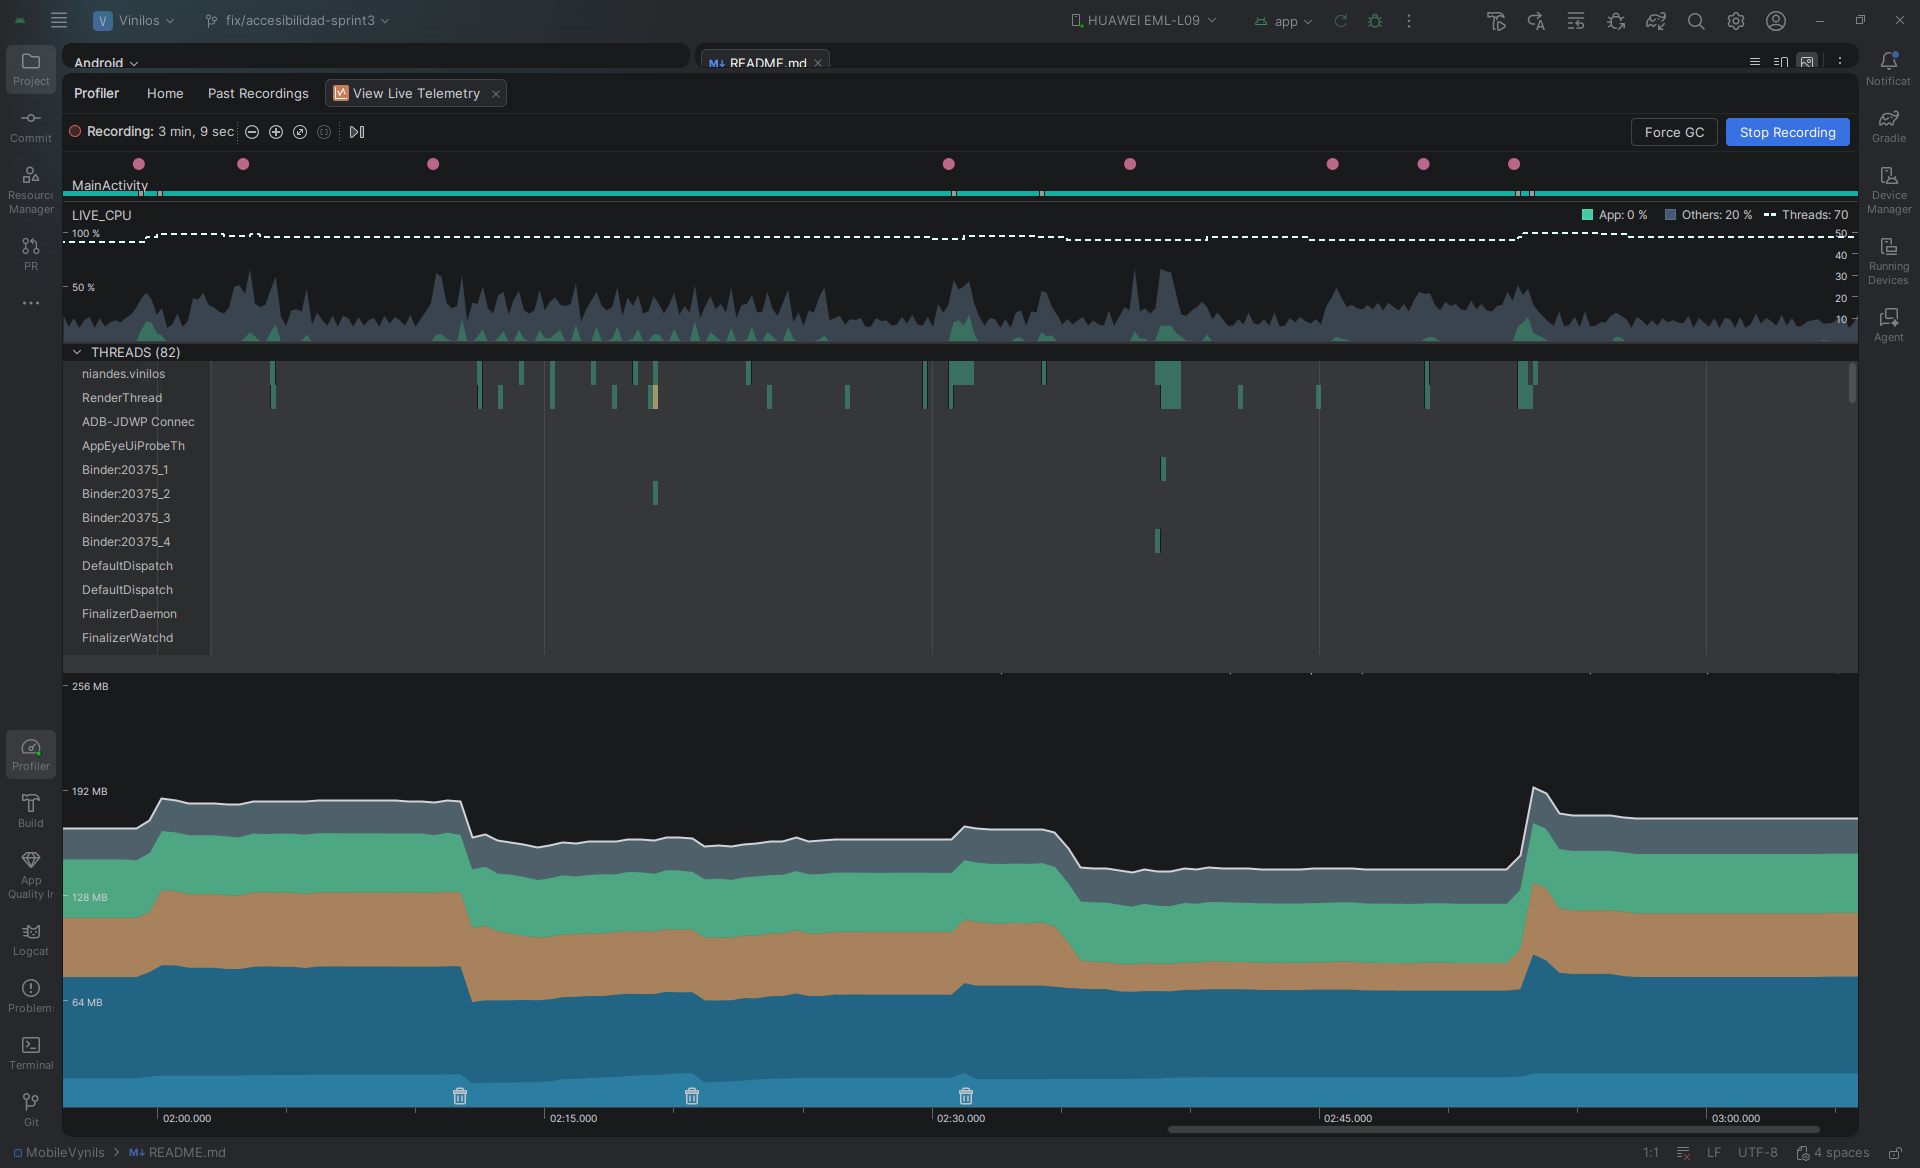 V Vinilos
fix/accesibilidad-sprint3
HUAWEI EML-L09
app
Project
Commit
Resource
Manager
PR
Android
README.md
Notificat
Gradle
Device
Manager
Running
Devices
Agent
Profiler
Home
Past Recordings
View Live Telemetry
Recording: 3 min, 9 sec
Force GC
Stop Recording
MainActivity
LIVE_CPU
App: 0 %
Others: 20 %
Threads: 70
100 %
50 %
50
40
30
20
10
THREADS (82)
niandes.vinilos
RenderThread
ADB-JDWP Connec
AppEyeUiProbeTh
Binder:20375_1
Binder:20375_2
Binder:20375_3
Binder:20375_4
DefaultDispatch
DefaultDispatch
FinalizerDaemon
FinalizerWatchd
256 MB
192 MB
128 MB
64 MB
02:00.000
02:15.000
02:30.000
02:45.000
03:00.000
Profiler
Build
App
Quality Ir
Logcat
Problem
Terminal
Git
MobileVynils > M↓ README.md
1:1
LF
UTF-8
4 spaces